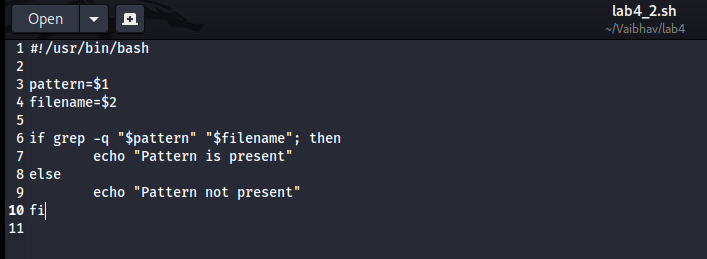 Open
lab4_2.sh
~/Vaibhav/lab4
1 #!/usr/bin/bash
2
3 pattern=$1
4 filename=$2
5
6 if grep -q "$pattern" "$filename"; then
7         echo "Pattern is present"
8 else
9         echo "Pattern not present"
10 fi
11